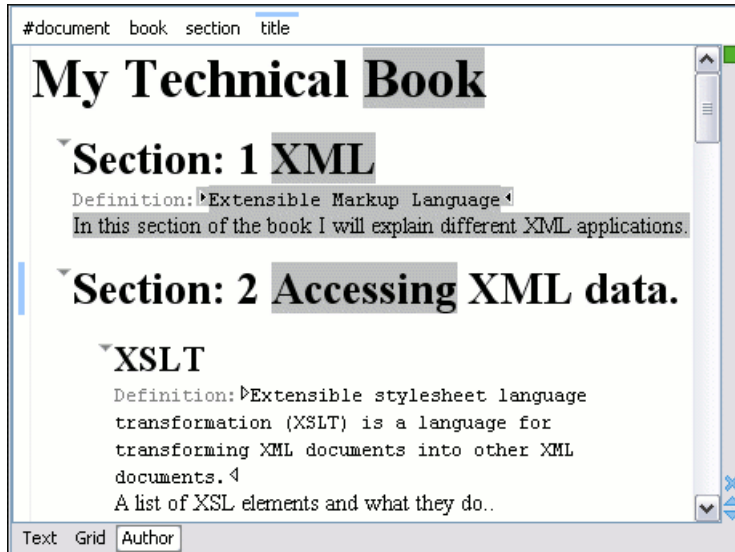 #document book section title
My Technical Book
Section: 1 XML
Definition: Extensible Markup Language
In this section of the book I will explain different XML applications.
Section: 2 Accessing XML data.
XSLT
Definition: Extensible stylesheet language
transformation (XSLT) is a language for
transforming XML documents into other XML
documents.
A list of XSL elements and what they do..
Text Grid Author